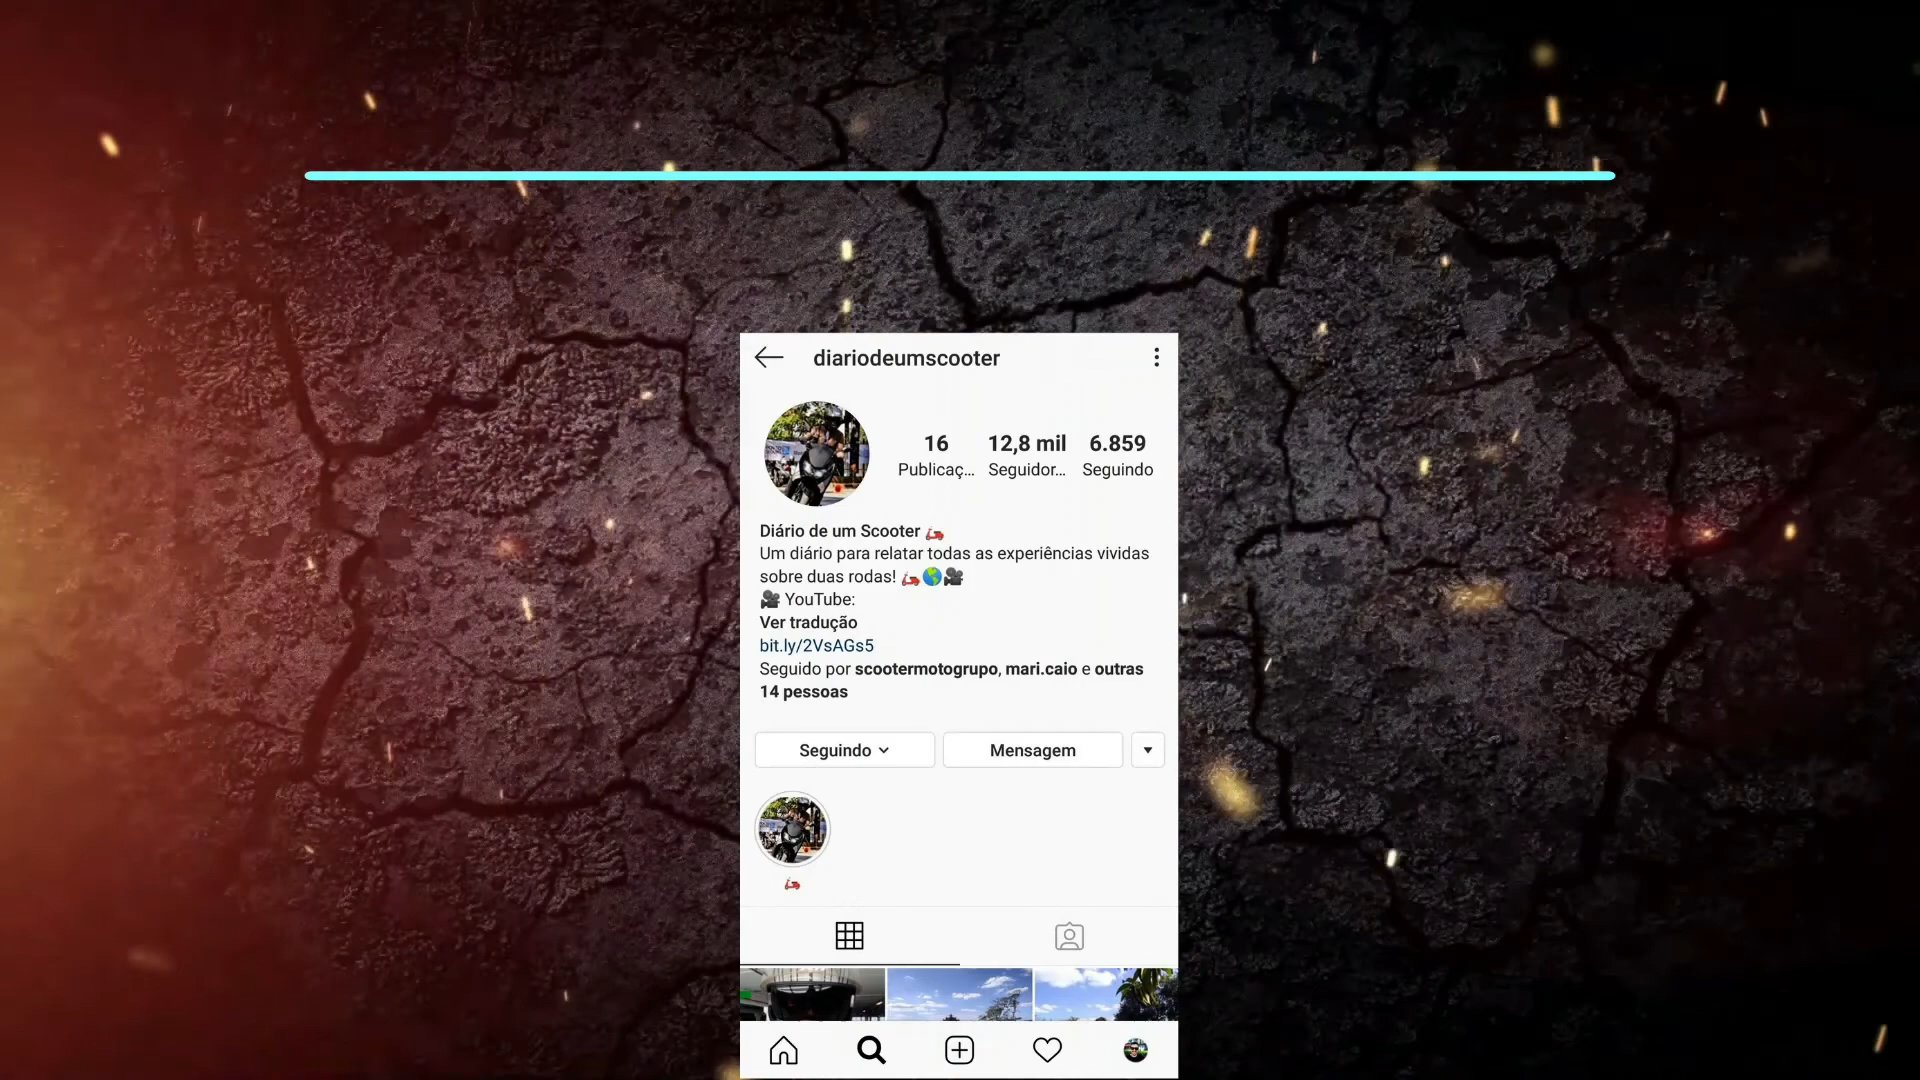 diariodeumscooter
16 12,8 mil 6.859
Publicaç... Seguidor... Seguindo
Diário de um Scooter
Um diário para relatar todas as experiências vividas
sobre duas rodas!
YouTube:
Ver tradução
bit.ly/2VsAGs5
Seguido por scootermotogrupo, mari.caio e outras
14 pessoas
Seguindo Mensagem